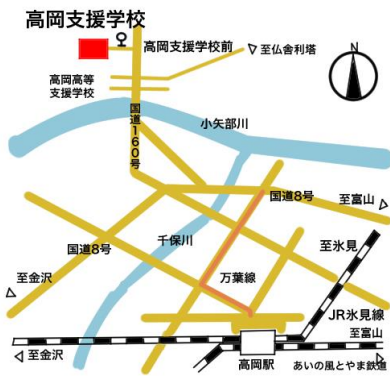 高岡支援学校
高岡支援学校前
至仏舎利塔
N
高岡高等
支援学校
国道160号
小矢部川
国道8号
至富山
千保川
国道8号
至氷見
万葉線
至金沢
JR氷見線
至富山
至金沢
高岡駅
あいの風とやま鉄道